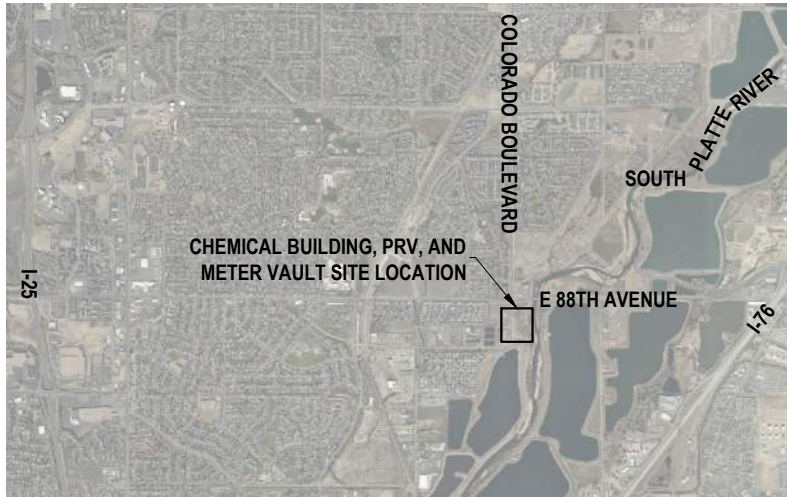 COLORADO BOULEVARD
SOUTH PLATTE RIVER
CHEMICAL BUILDING, PRV, AND
METER VAULT SITE LOCATION
I-25
E 88TH AVENUE
I-76